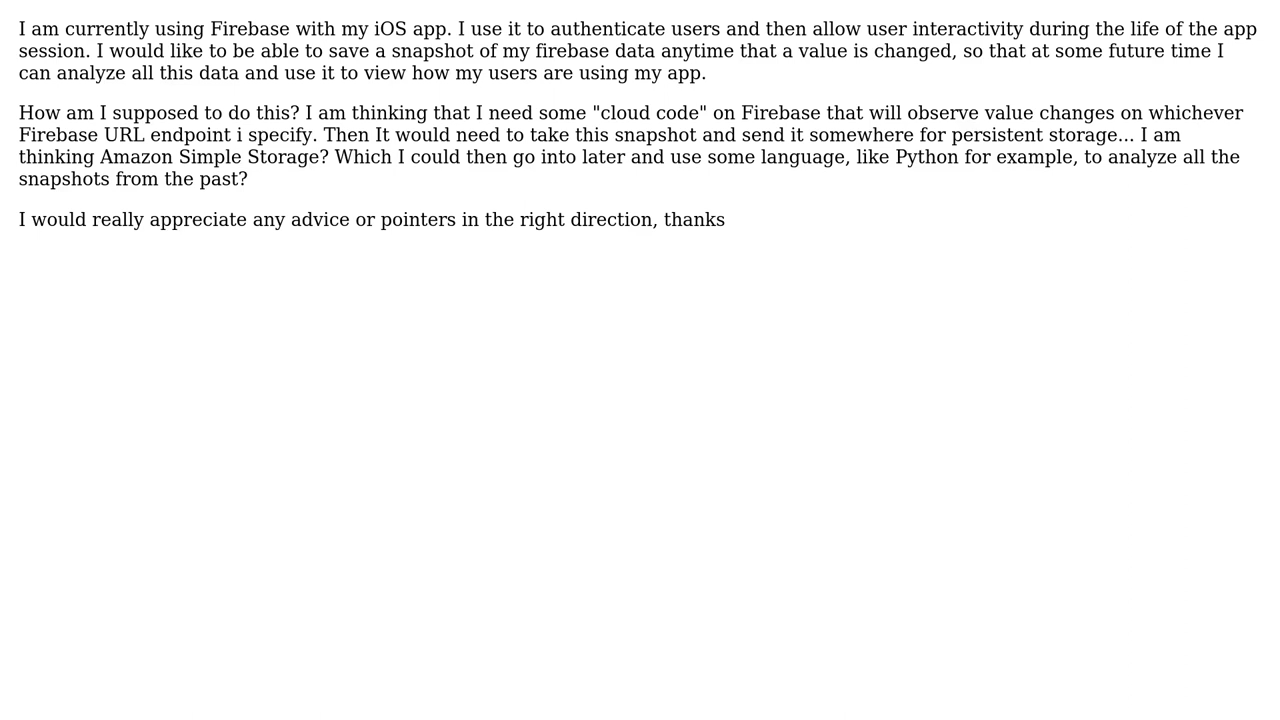 I am currently using Firebase with my iOS app. I use it to authenticate users and then allow user interactivity during the life of the app
session. I would like to be able to save a snapshot of my firebase data anytime that a value is changed, so that at some future time I
can analyze all this data and use it to view how my users are using my app.
How am I supposed to do this? I am thinking that I need some "cloud code" on Firebase that will observe value changes on whichever
Firebase URL endpoint i specify. Then It would need to take this snapshot and send it somewhere for persistent storage... I am
thinking Amazon Simple Storage? Which I could then go into later and use some language, like Python for example, to analyze all the
snapshots from the past?
I would really appreciate any advice or pointers in the right direction, thanks